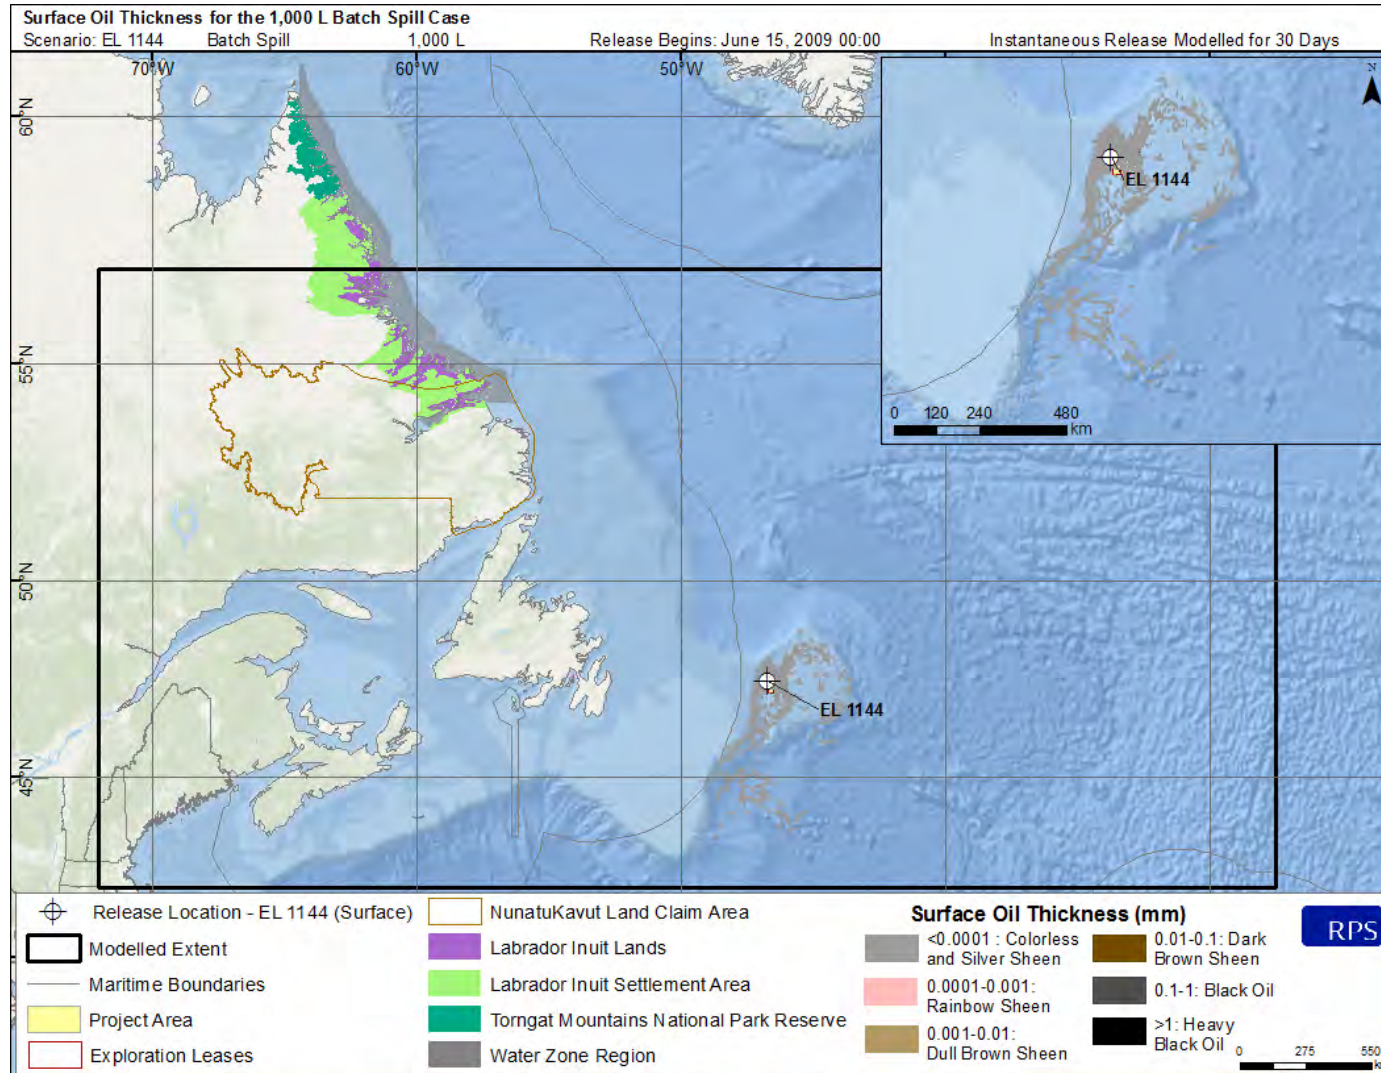 Surface Oil Thickness for the 1,000 L Batch Spill Case
Scenario: EL 1144 Batch Spill 1,000 L Release Begins: June 15, 2009 00:00 Instantaneous Release Modelled for 30 Days
70°W 60°W 50°W
N
60°N
55°N
50°N
45°N
EL 1144
0 120 240 480
km
EL 1144
Release Location - EL 1144 (Surface)
Modelled Extent
Maritime Boundaries
Project Area
Exploration Leases
NunatuKavut Land Claim Area
Labrador Inuit Lands
Labrador Inuit Settlement Area
Torngat Mountains National Park Reserve
Water Zone Region
Surface Oil Thickness (mm)
<0.0001 : Colorless
and Silver Sheen
0.0001-0.001:
Rainbow Sheen
0.001-0.01:
Dull Brown Sheen
0.01-0.1: Dark
Brown Sheen
0.1-1: Black Oil
>1: Heavy
Black Oil
RPS
0 275 550